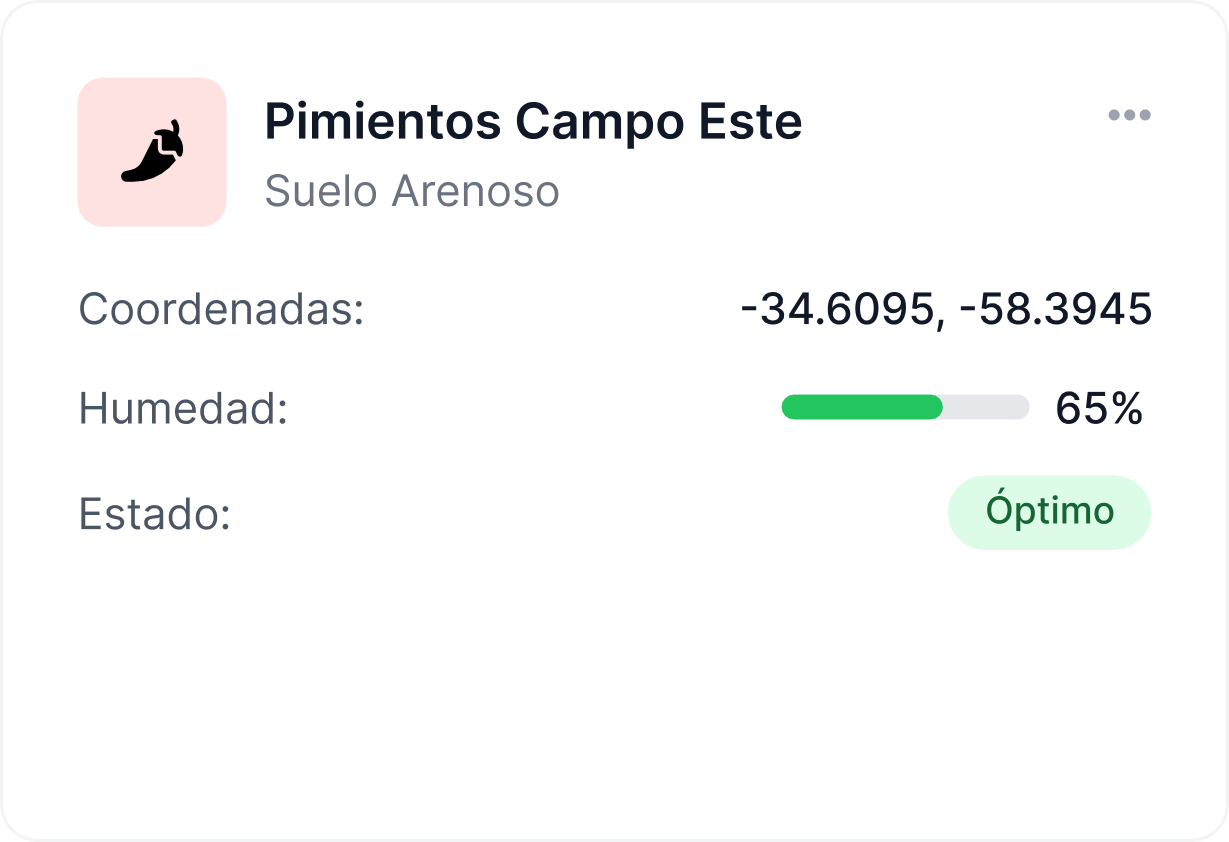 Pimientos Campo Este
Suelo Arenoso
Coordenadas: -34.6095, -58.3945
Humedad: 65%
Estado: Óptimo